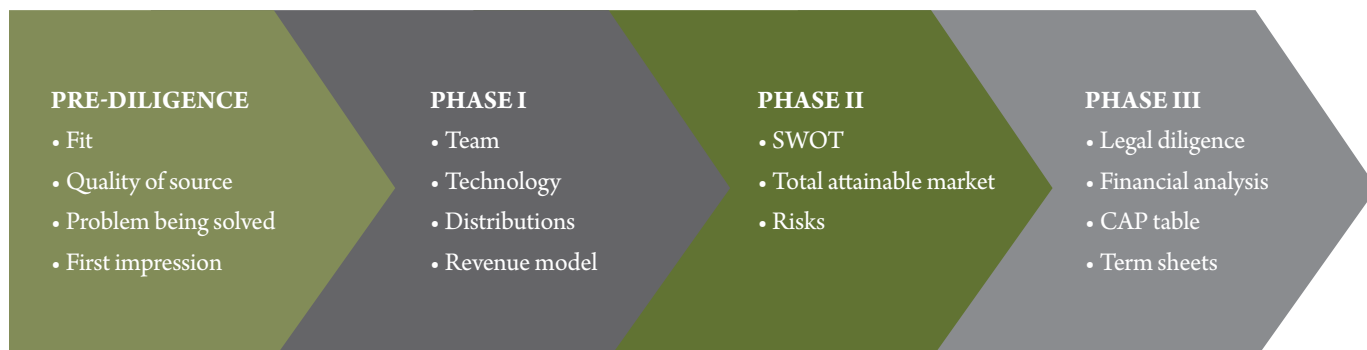 PRE-DILIGENCE
• Fit
• Quality of source
• Problem being solved
• First impression
PHASE I
• Team
• Technology
• Distributions
• Revenue model
PHASE II
• SWOT
• Total attainable market
• Risks
PHASE III
• Legal diligence
• Financial analysis
• CAP table
• Term sheets